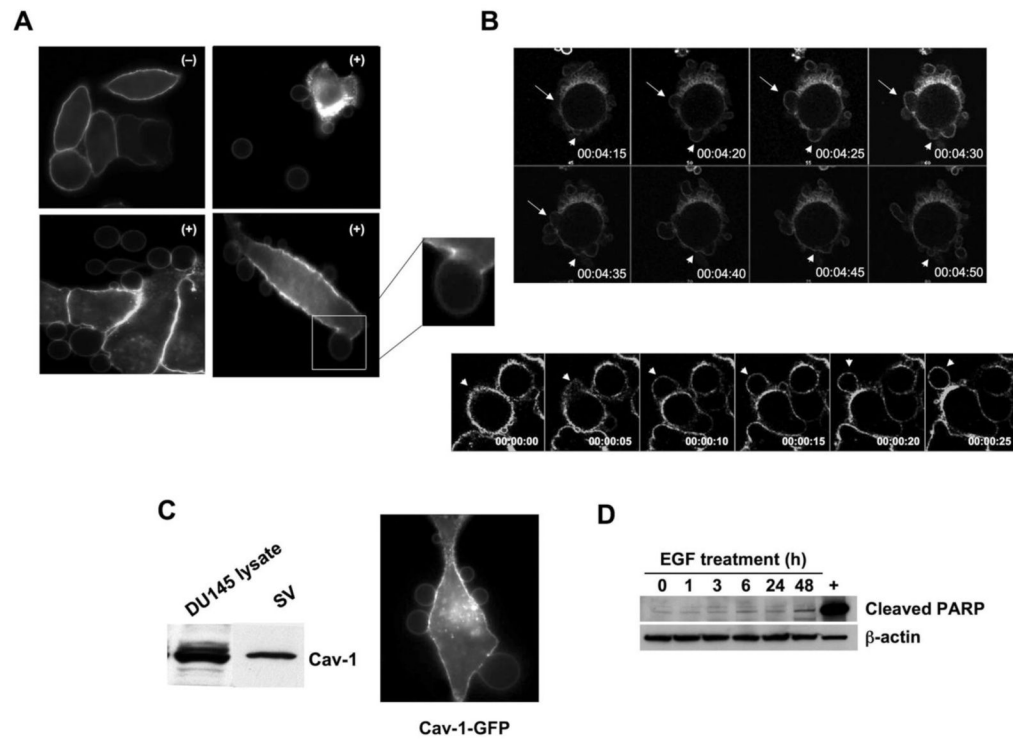 A
(–)
(+)
(+)
(+)
B
00:04:15
00:04:20
00:04:25
00:04:30
00:04:35
00:04:40
00:04:45
00:04:50
00:00:00
00:00:05
00:00:10
00:00:15
00:00:20
00:00:25
C
DU145 lysate
SV
Cav-1
Cav-1-GFP
D
EGF treatment (h)
0 1 3 6 24 48 +
Cleaved PARP
β-actin